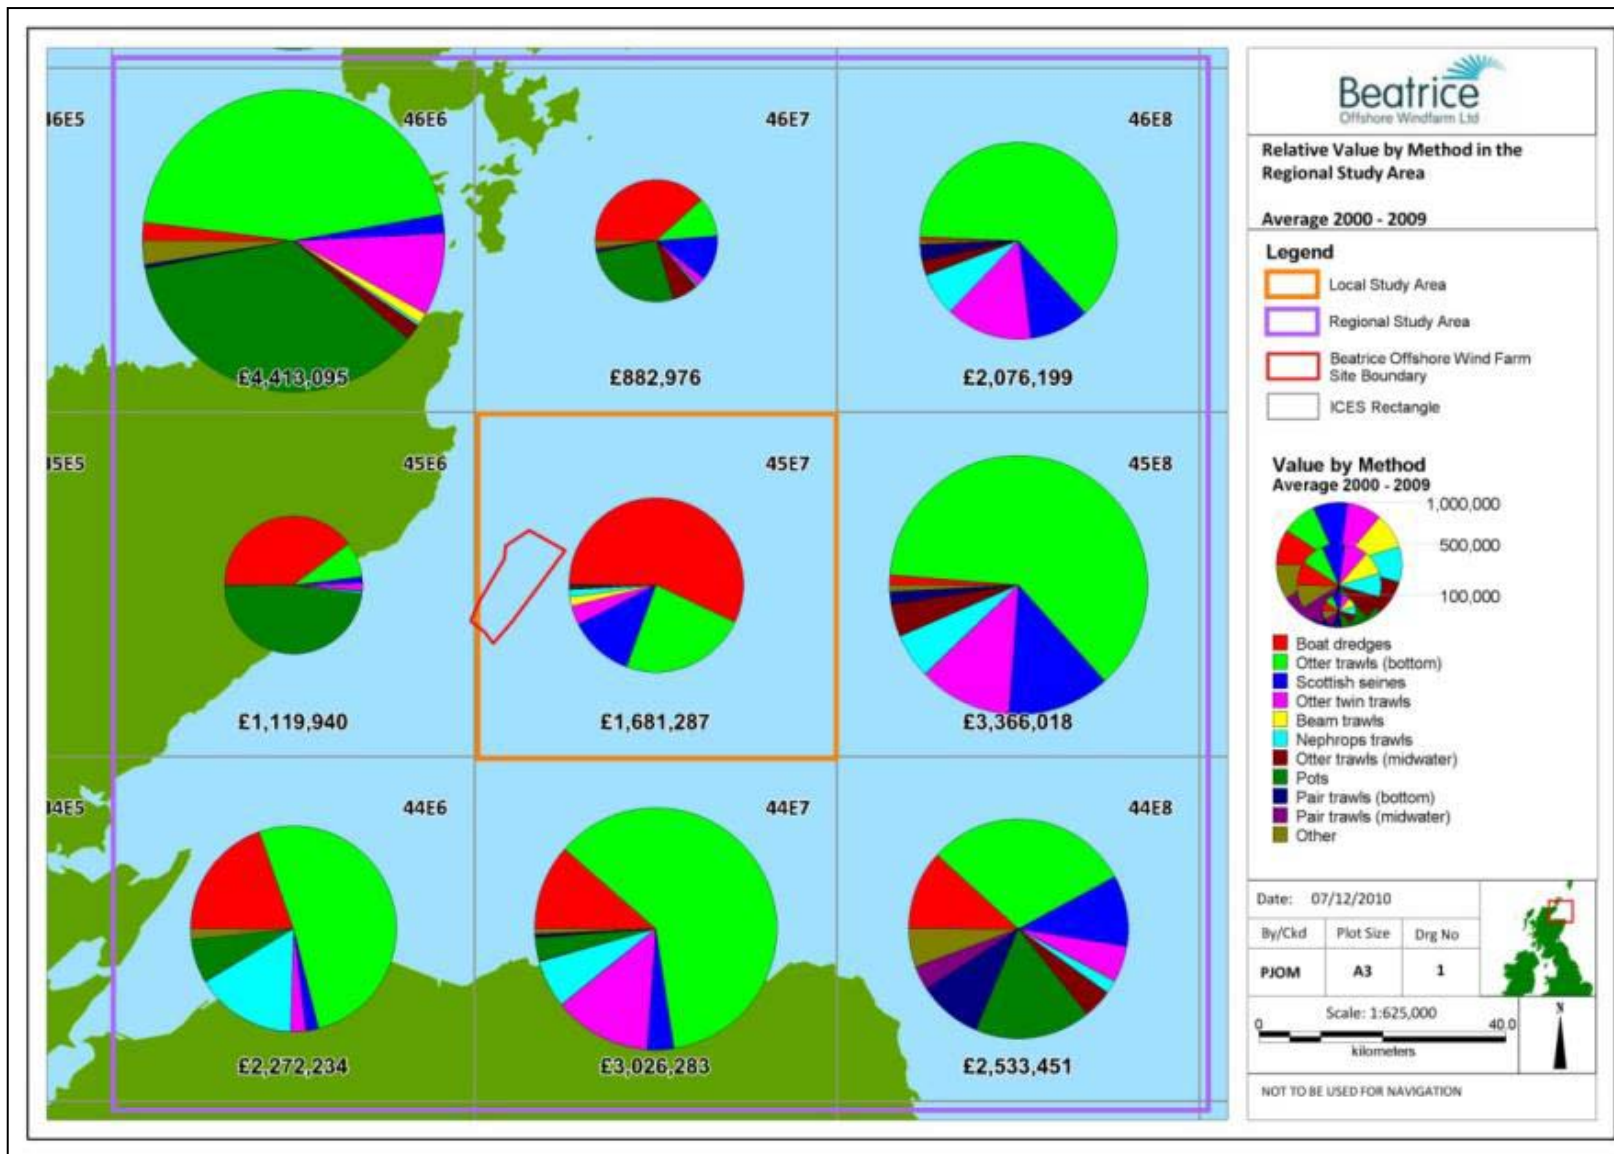 46E5
46E6
46E7
46E8
£4,413,095
£882,976
£2,076,199
45E5
45E6
45E7
45E8
£1,119,940
£1,681,287
£3,366,018
44E5
44E6
44E7
44E8
£2,272,234
£3,026,283
£2,533,451
Beatrice
Offshore Windfarm Ltd
Relative Value by Method in the
Regional Study Area
Average 2000 - 2009
Legend
Local Study Area
Regional Study Area
Beatrice Offshore Wind Farm
Site Boundary
ICES Rectangle
Value by Method
Average 2000 - 2009
1,000,000
500,000
100,000
Boat dredges
Otter trawls (bottom)
Scottish seines
Otter twin trawls
Beam trawls
Nephrops trawls
Otter trawls (midwater)
Pots
Pair trawls (bottom)
Pair trawls (midwater)
Other
Date: 07/12/2010
By/Ckd Plot Size Drg No
PJOM A3 1
Scale: 1:625,000
0 40.0
kilometers
N
NOT TO BE USED FOR NAVIGATION